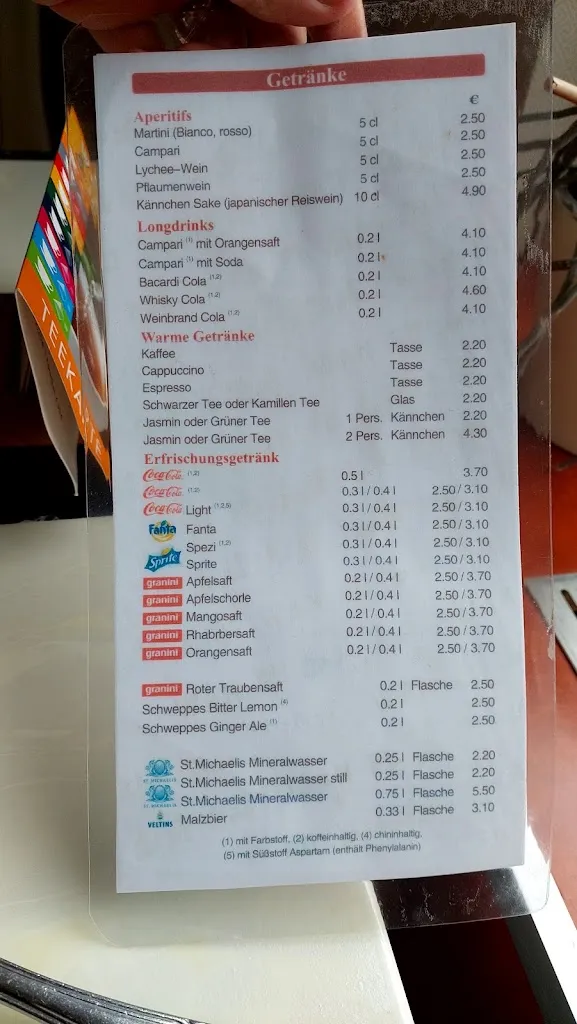 Getränke
€
Aperitifs
Martini (Bianco, rosso) 5 cl 2.50
Campari 5 cl 2.50
Lychee-Wein 5 cl 2.50
Pflaumenwein 5 cl 2.50
Kännchen Sake (japanischer Reiswein) 10 cl 4.90
Longdrinks
Campari (1) mit Orangensaft 0.2 l 4.10
Campari (1) mit Soda 0.2 l 4.10
Bacardi Cola (1,2) 0.2 l 4.10
Whisky Cola (1,2) 0.2 l 4.60
Weinbrand Cola (1,2) 0.2 l 4.10
Warme Getränke
Kaffee Tasse 2.20
Cappuccino Tasse 2.20
Espresso Tasse 2.20
Schwarzer Tee oder Kamillen Tee Glas 2.20
Jasmin oder Grüner Tee 1 Pers. Kännchen 2.20
Jasmin oder Grüner Tee 2 Pers. Kännchen 4.30
Erfrischungsgetränk
Coca-Cola (1,2) 0.5 l 3.70
Coca-Cola (1,2) 0.3 l / 0.4 l 2.50 / 3.10
Coca-Cola Light (1,2,5) 0.3 l / 0.4 l 2.50 / 3.10
Fanta Fanta 0.3 l / 0.4 l 2.50 / 3.10
Spezi (1,2) 0.3 l / 0.4 l 2.50 / 3.10
Sprite Sprite 0.3 l / 0.4 l 2.50 / 3.10
granini Apfelsaft 0.2 l / 0.4 l 2.50 / 3.70
granini Apfelschorle 0.2 l / 0.4 l 2.50 / 3.70
granini Mangosaft 0.2 l / 0.4 l 2.50 / 3.70
granini Rhabrbersaft 0.2 l / 0.4 l 2.50 / 3.70
granini Orangensaft 0.2 l / 0.4 l 2.50 / 3.70
granini Roter Traubensaft 0.2 l Flasche 2.50
Schweppes Bitter Lemon (4) 0.2 l 2.50
Schweppes Ginger Ale (1) 0.2 l 2.50
St.Michaelis Mineralwasser 0.25 l Flasche 2.20
ST. MICHAELIS St.Michaelis Mineralwasser still 0.25 l Flasche 2.20
ST. MICHAELIS St.Michaelis Mineralwasser 0.75 l Flasche 5.50
VELTINS Malzbier 0.33 l Flasche 3.10
(1) mit Farbstoff, (2) koffeinhaltig, (4) chininhaltig,
(5) mit Süßstoff Aspartam (enthält Phenylalanin)
TEEKARTE